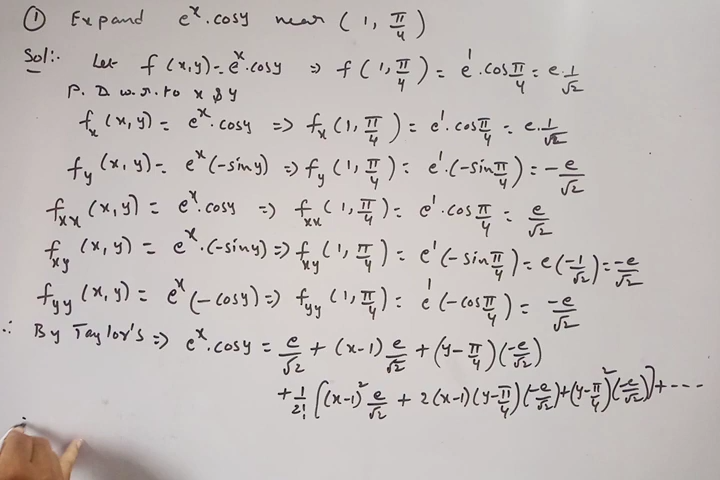 ① Expand e^x.cosy near (1, π/4)
Sol:- Let f(x,y) = e^x.cosy ⇒ f(1, π/4) = e^1.cos π/4 = e.1/√2
P. D w.r.to x & y
f_x (x,y) = e^x.cosy ⇒ f_x (1, π/4) = e^1.cos π/4 = e.1/√2
f_y (x,y) = e^x(-siny) ⇒ f_y (1, π/4) = e^1.(-sin π/4) = -e/√2
f_xx (x,y) = e^x.cosy ⇒ f_xx (1, π/4) = e^1.cos π/4 = e/√2
f_xy (x,y) = e^x.(-siny) ⇒ f_xy (1, π/4) = e^1(-sin π/4) = e(-1/√2) = -e/√2
f_yy (x,y) = e^x(-cosy) ⇒ f_yy (1, π/4) = e^1(-cos π/4) = -e/√2
∴ By Taylor's ⇒ e^x.cosy = e/√2 + (x-1) e/√2 + (y-π/4)(-e/√2)
+ 1/2! [(x-1)^2 e/√2 + 2(x-1)(y-π/4)(-e/√2) + (y-π/4)^2(-e/√2)] + ----